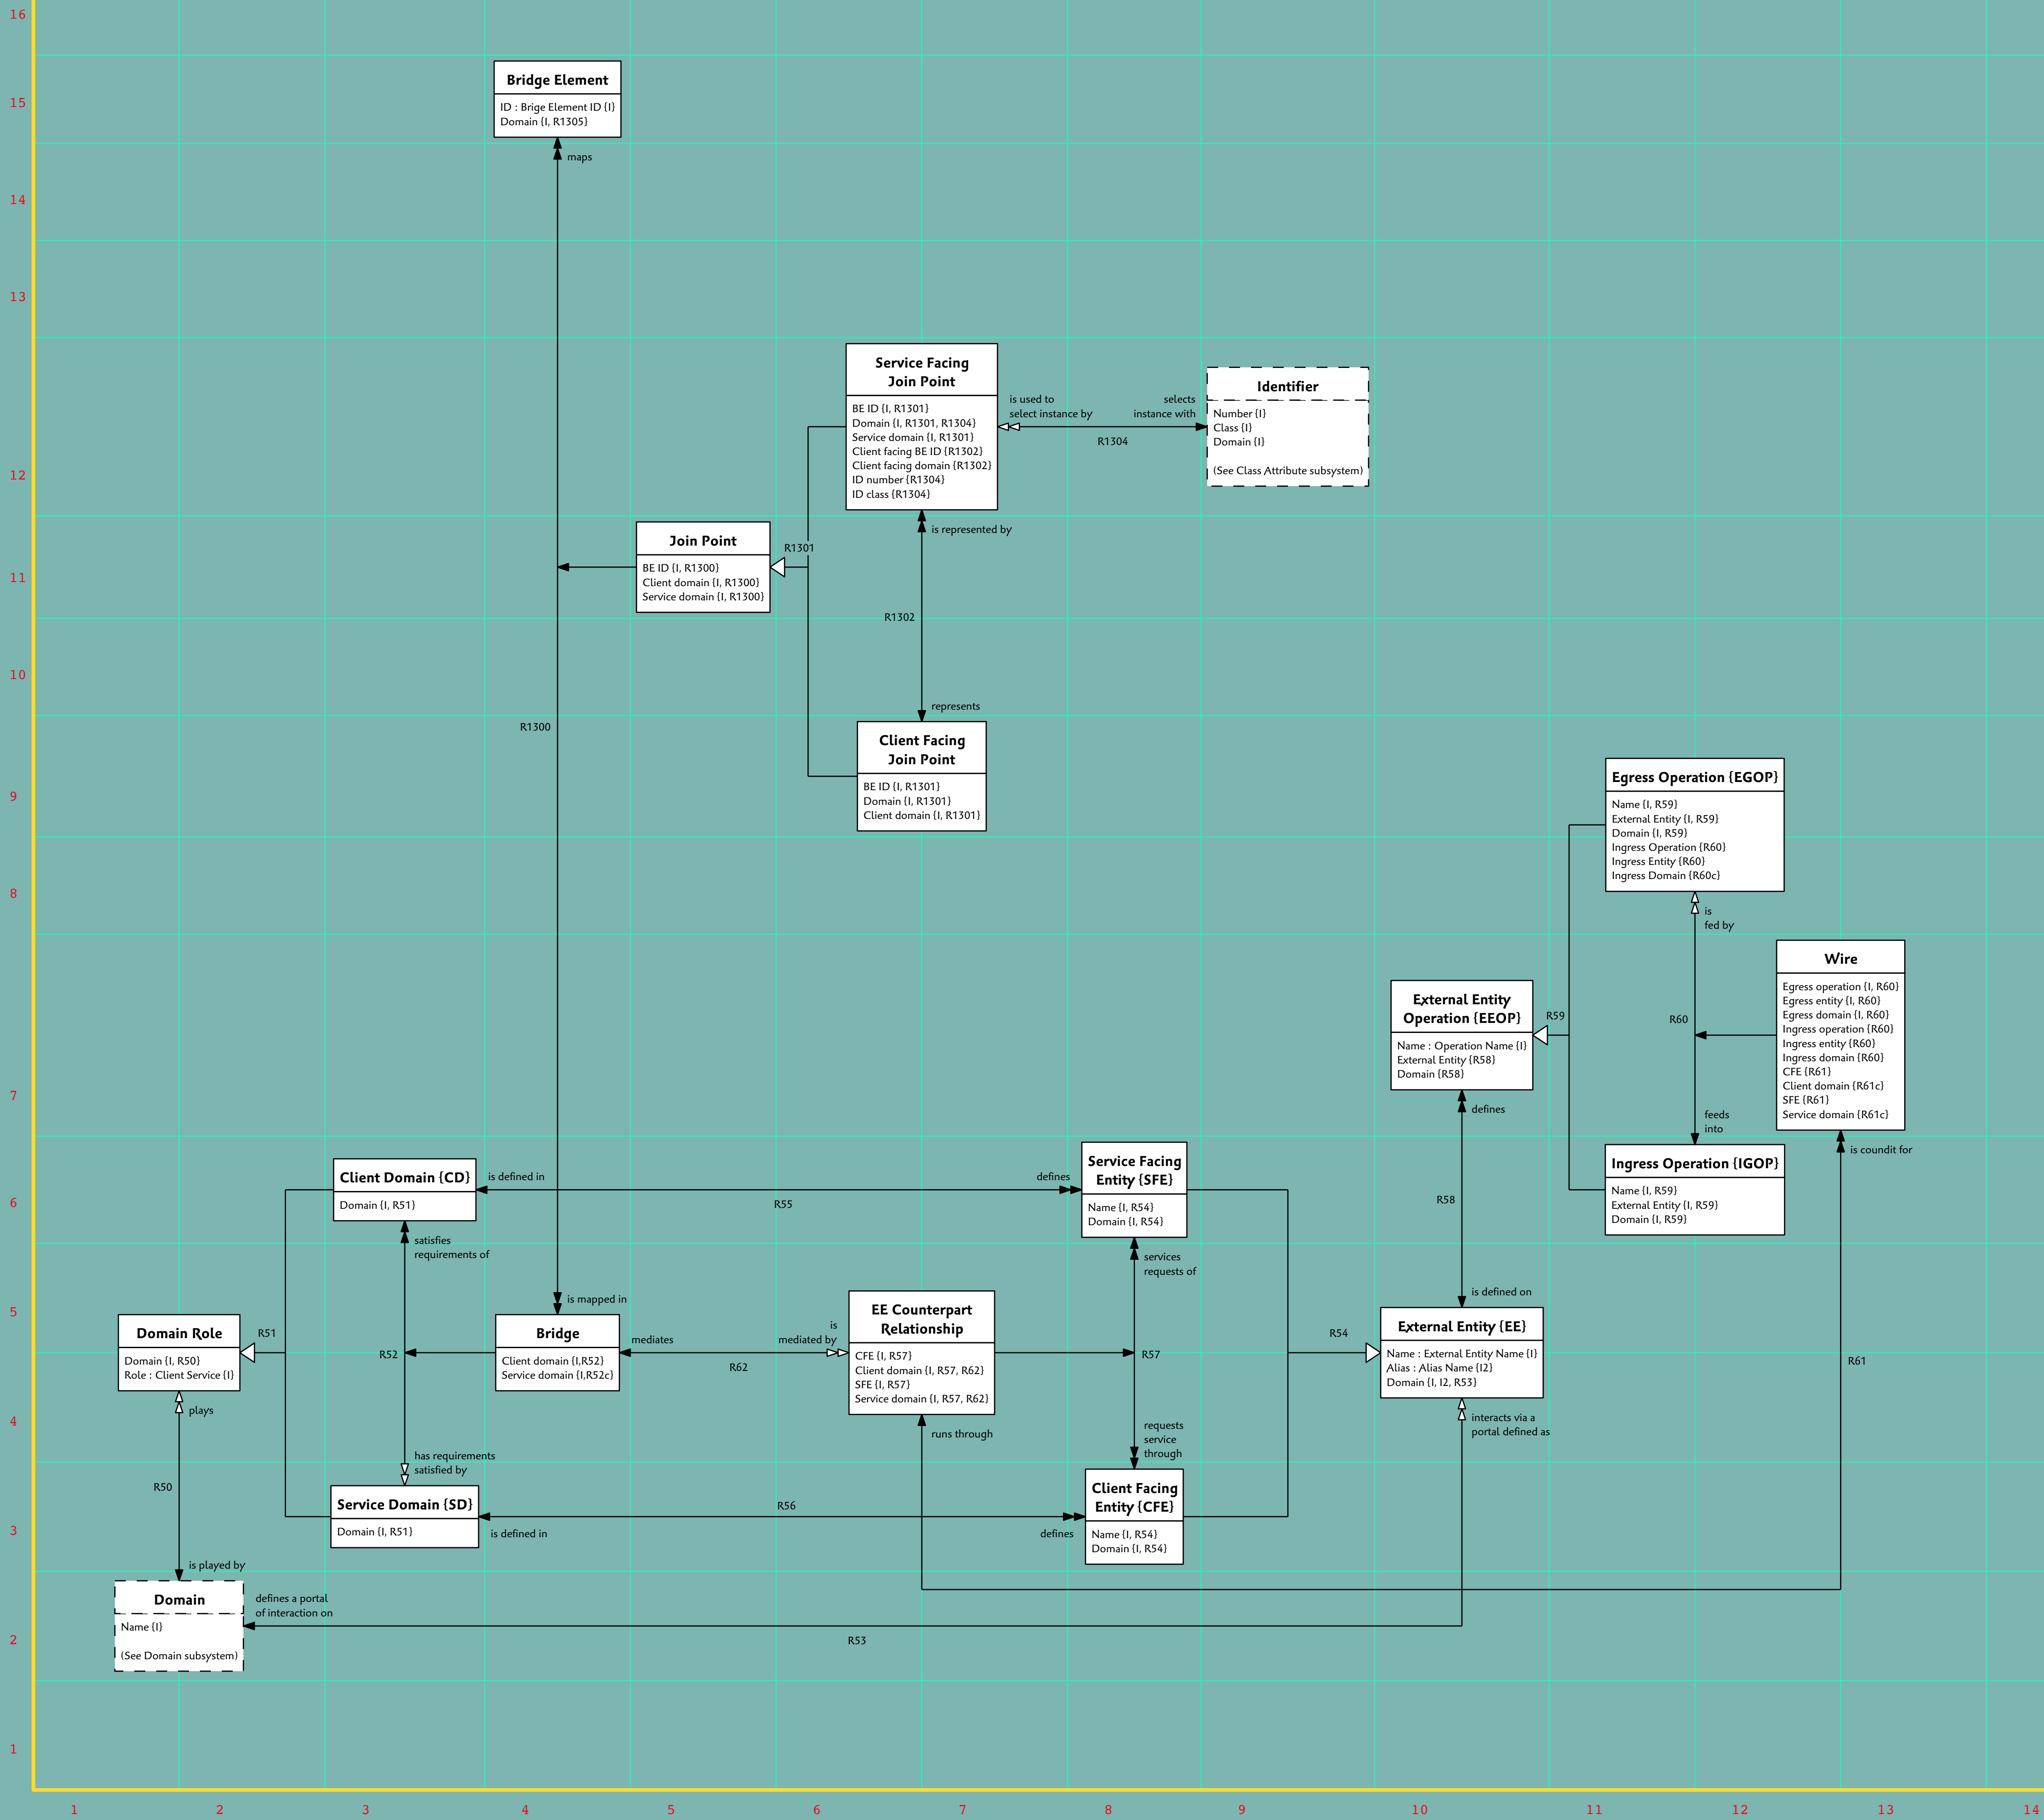 16
15
14
13
12
11
10
9
8
7
6
5
4
3
2
1
1
2
3
4
5
6
7
8
9
10
11
12
13
14
Bridge Element
ID : Brige Element ID {I}
Domain {I, R1305}
maps
R1300
is mapped in
Service Facing
Join Point
BE ID {I, R1301}
Domain {I, R1301, R1304}
Service domain {I, R1301}
Client facing BE ID {R1302}
Client facing domain {R1302}
ID number {R1304}
ID class {R1304}
is used to
select instance by
selects
instance with
R1304
Identifier
Number {I}
Class {I}
Domain {I}
(See Class Attribute subsystem)
Join Point
BE ID {I, R1300}
Client domain {I, R1300}
Service domain {I, R1300}
R1301
is represented by
R1302
represents
Client Facing
Join Point
BE ID {I, R1301}
Domain {I, R1301}
Client domain {I, R1301}
Egress Operation {EGOP}
Name {I, R59}
External Entity {I, R59}
Domain {I, R59}
Ingress Operation {R60}
Ingress Entity {R60}
Ingress Domain {R60c}
is
fed by
R60
feeds
into
Wire
Egress operation {I, R60}
Egress entity {I, R60}
Egress domain {I, R60}
Ingress operation {R60}
Ingress entity {R60}
Ingress domain {R60}
CFE {R61}
Client domain {R61c}
SFE {R61}
Service domain {R61c}
is coundit for
R61
External Entity
Operation {EEOP}
Name : Operation Name {I}
External Entity {R58}
Domain {R58}
R59
defines
R58
is defined on
Ingress Operation {IGOP}
Name {I, R59}
External Entity {I, R59}
Domain {I, R59}
Client Domain {CD}
Domain {I, R51}
is defined in
R55
defines
Service Facing
Entity {SFE}
Name {I, R54}
Domain {I, R54}
satisfies
requirements of
services
requests of
Domain Role
Domain {I, R50}
Role : Client Service {I}
R51
R52
Bridge
Client domain {I,R52}
Service domain {I,R52c}
mediates
R62
is
mediated by
EE Counterpart
Relationship
CFE {I, R57}
Client domain {I, R57, R62}
SFE {I, R57}
Service domain {I, R57, R62}
R57
R54
External Entity {EE}
Name : External Entity Name {I}
Alias : Alias Name {I2}
Domain {I, I2, R53}
plays
R50
is played by
has requirements
satisfied by
runs through
requests
service
through
interacts via a
portal defined as
Service Domain {SD}
Domain {I, R51}
is defined in
R56
defines
Client Facing
Entity {CFE}
Name {I, R54}
Domain {I, R54}
Domain
Name {I}
(See Domain subsystem)
defines a portal
of interaction on
R53